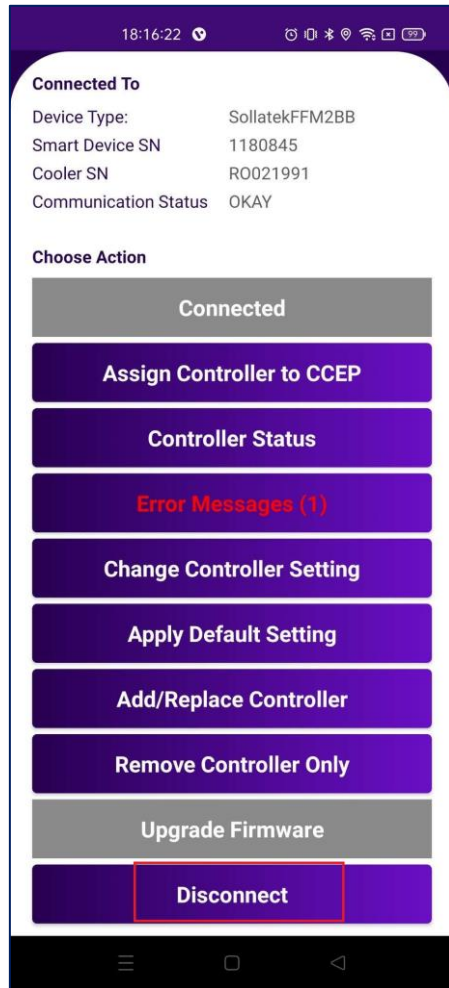 18:16:22 99
Connected To
Device Type: SollatekFFM2BB
Smart Device SN 1180845
Cooler SN RO021991
Communication Status OKAY
Choose Action
Connected
Assign Controller to CCEP
Controller Status
Error Messages (1)
Change Controller Setting
Apply Default Setting
Add/Replace Controller
Remove Controller Only
Upgrade Firmware
Disconnect